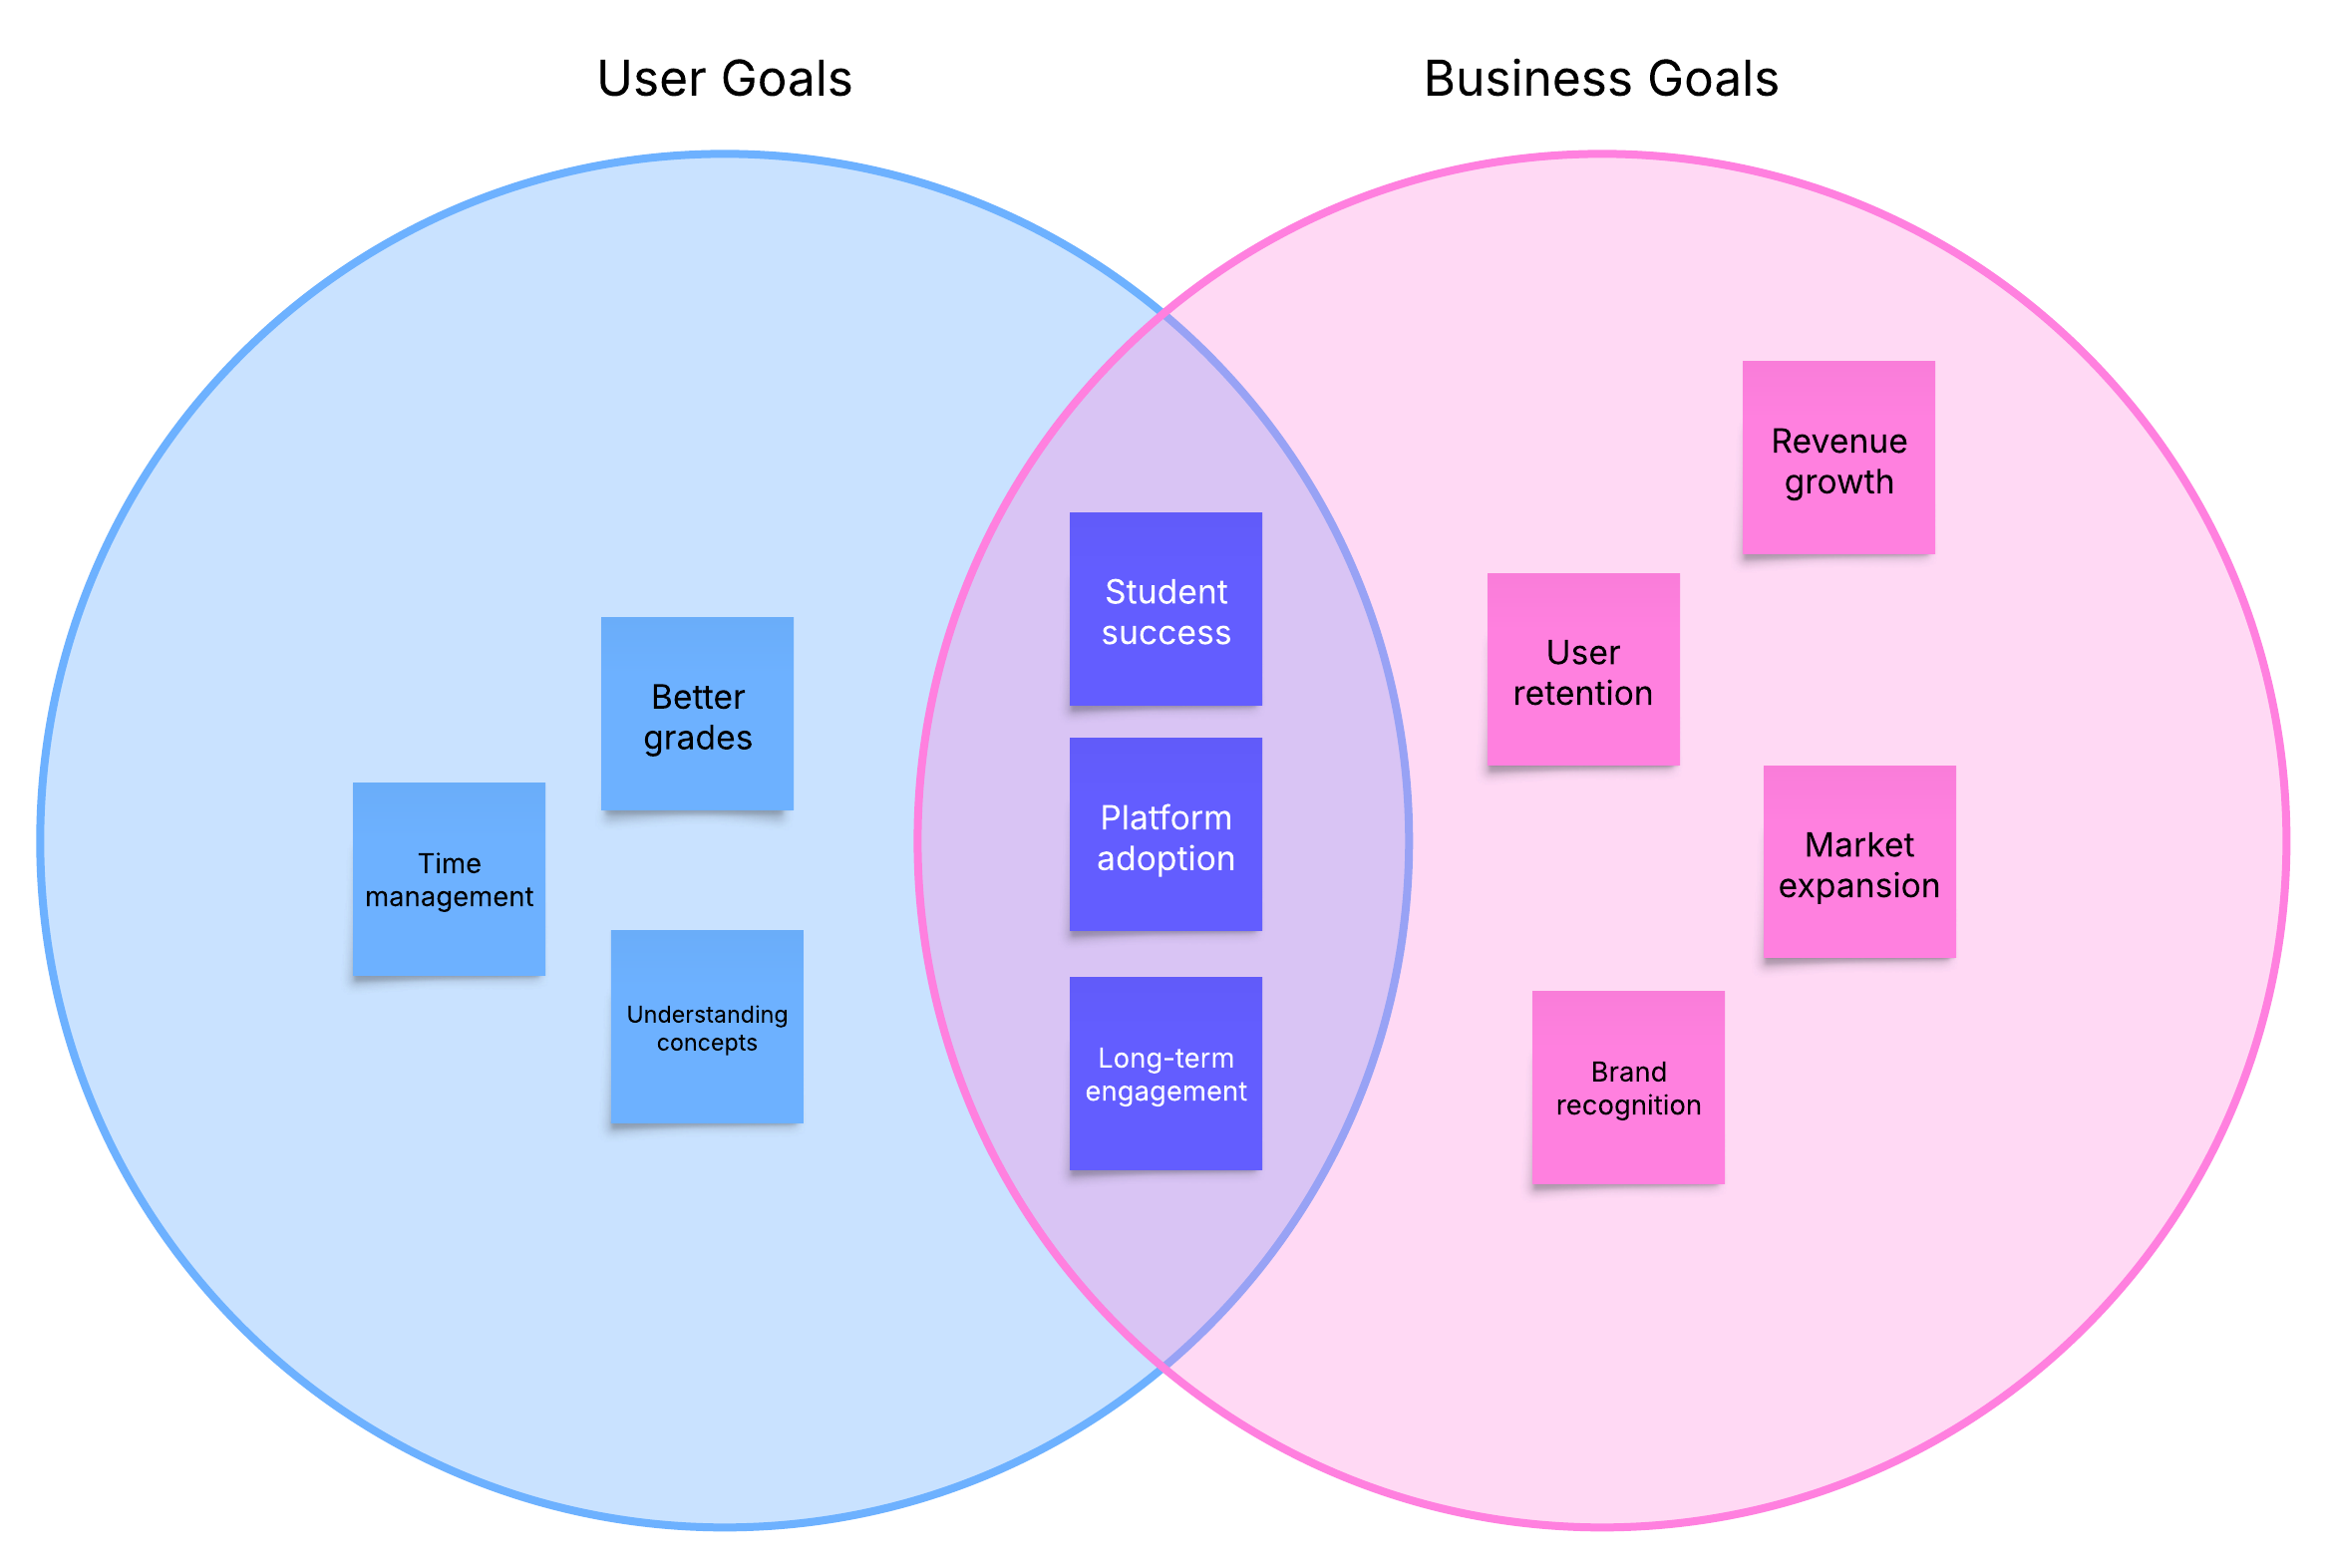 User Goals
Business Goals
Better
grades
Time
management
Understanding
concepts
Student
success
Platform
adoption
Long-term
engagement
Revenue
growth
User
retention
Market
expansion
Brand
recognition